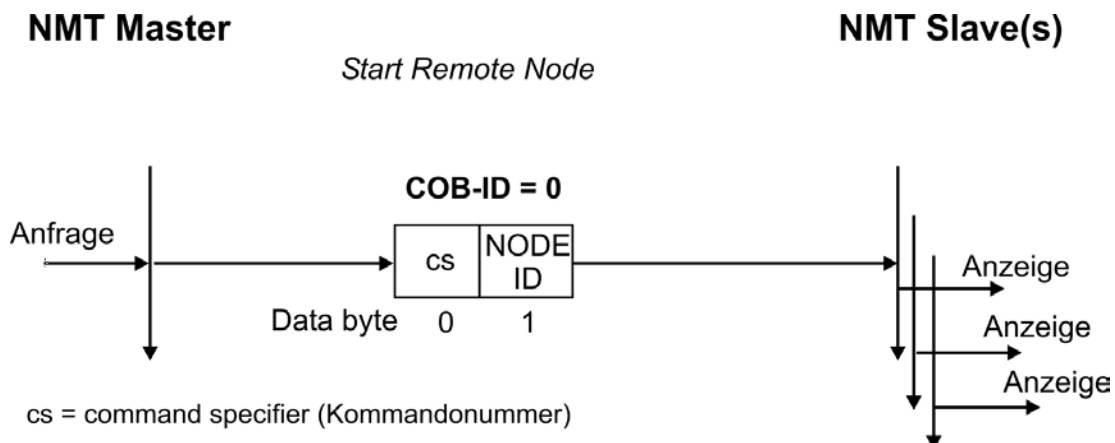 NMT Master
NMT Slave(s)
Start Remote Node
COB-ID = 0
Anfrage
cs
NODE
ID
Anzeige
Data byte 0 1
Anzeige
Anzeige
cs = command specifier (Kommandonummer)